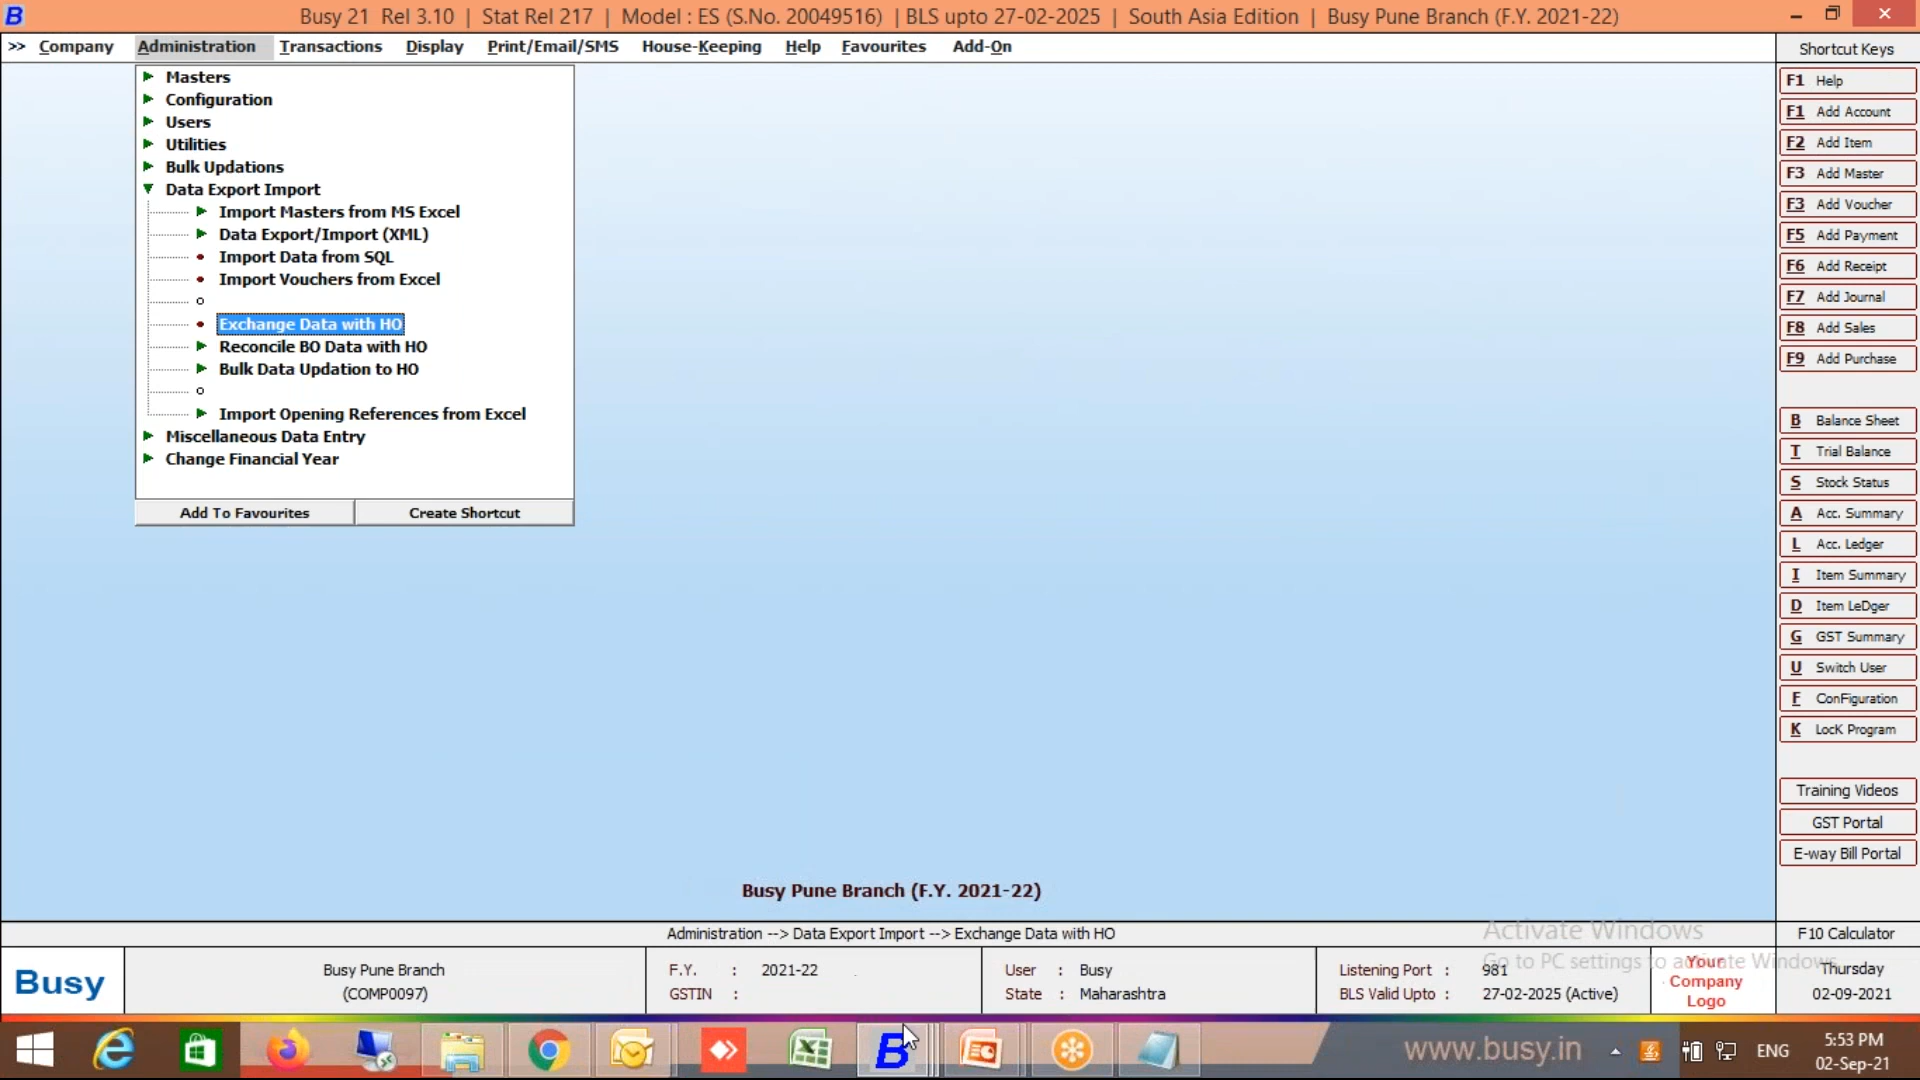 B
Busy 21 Rel 3.10 | Stat Rel 217 | Model : ES (S.No. 20049516) | BLS upto 27-02-2025 | South Asia Edition | Busy Pune Branch (F.Y. 2021-22)
>> Company Administration Transactions Display Print/Email/SMS House-Keeping Help Favourites Add-On
Masters
Configuration
Users
Utilities
Bulk Updations
Data Export Import
Import Masters from MS Excel
Data Export/Import (XML)
Import Data from SQL
Import Vouchers from Excel
Exchange Data with HO
Reconcile BO Data with HO
Bulk Data Updation to HO
Import Opening References from Excel
Miscellaneous Data Entry
Change Financial Year
Add To Favourites Create Shortcut
Shortcut Keys
F1 Help
F1 Add Account
F2 Add Item
F3 Add Master
F3 Add Voucher
F5 Add Payment
F6 Add Receipt
F7 Add Journal
F8 Add Sales
F9 Add Purchase
B Balance Sheet
T Trial Balance
S Stock Status
A Acc. Summary
L Acc. Ledger
I Item Summary
D Item LeDger
G GST Summary
U Switch User
F ConFiguration
K LocK Program
Training Videos
GST Portal
E-way Bill Portal
Busy Pune Branch (F.Y. 2021-22)
Administration --> Data Export Import --> Exchange Data with HO
Activate Windows
Go to PC settings to activate Windows.
F10 Calculator
Busy
Busy Pune Branch
(COMP0097)
F.Y. : 2021-22
GSTIN :
User : Busy
State : Maharashtra
Listening Port : 981
BLS Valid Upto : 27-02-2025 (Active)
Your
Company
Logo
Thursday
02-09-2021
B
www.busy.in
ENG
5:53 PM
02-Sep-21